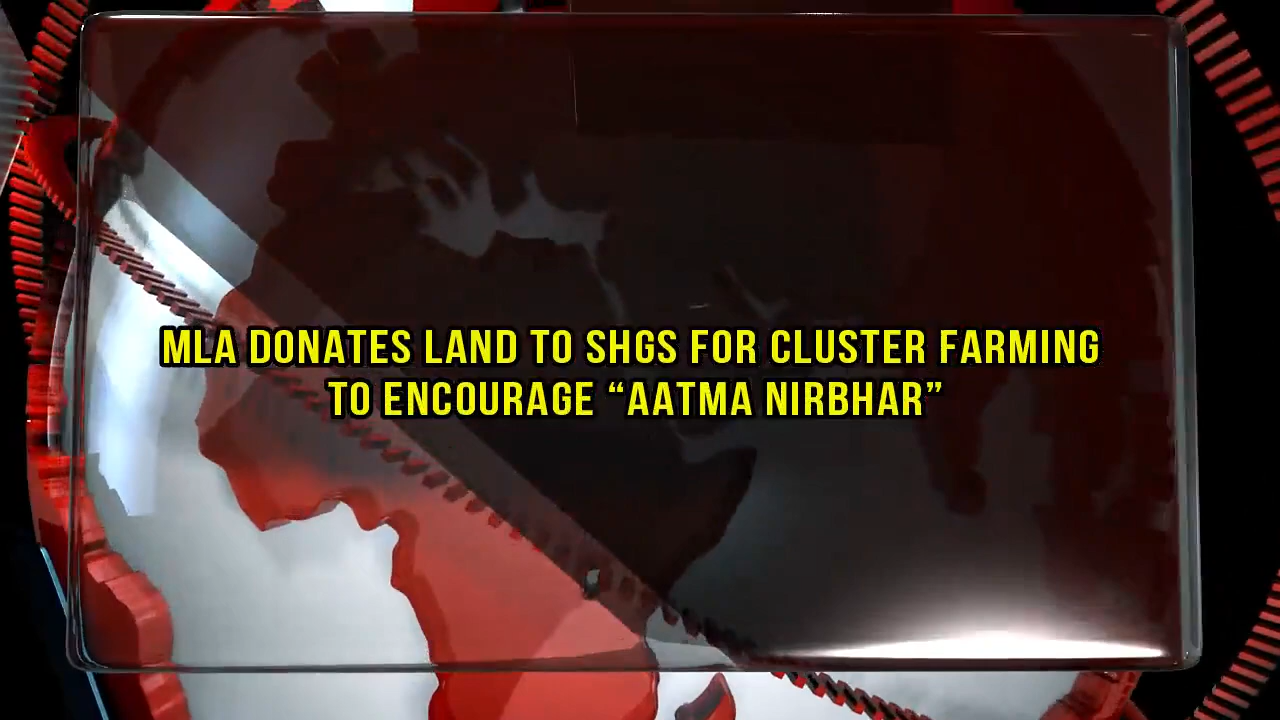 MLA DONATES LAND TO SHGS FOR CLUSTER FARMING
TO ENCOURAGE “AATMA NIRBHAR”